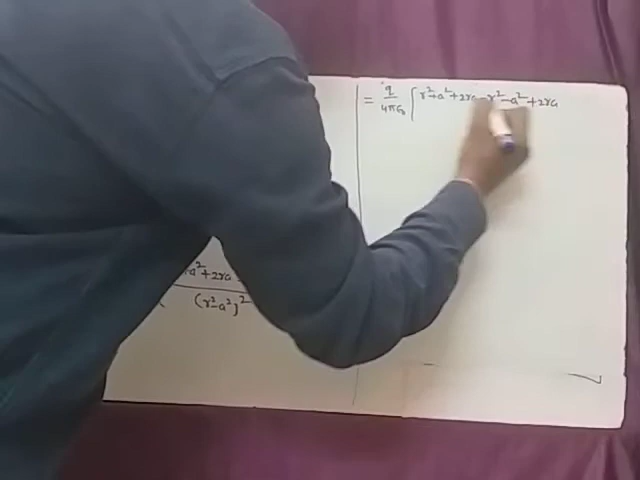 = q/4πε₀ [ r²+a²+2ra-r²-a²+2ra
a²+2ra
(r²-a²)²